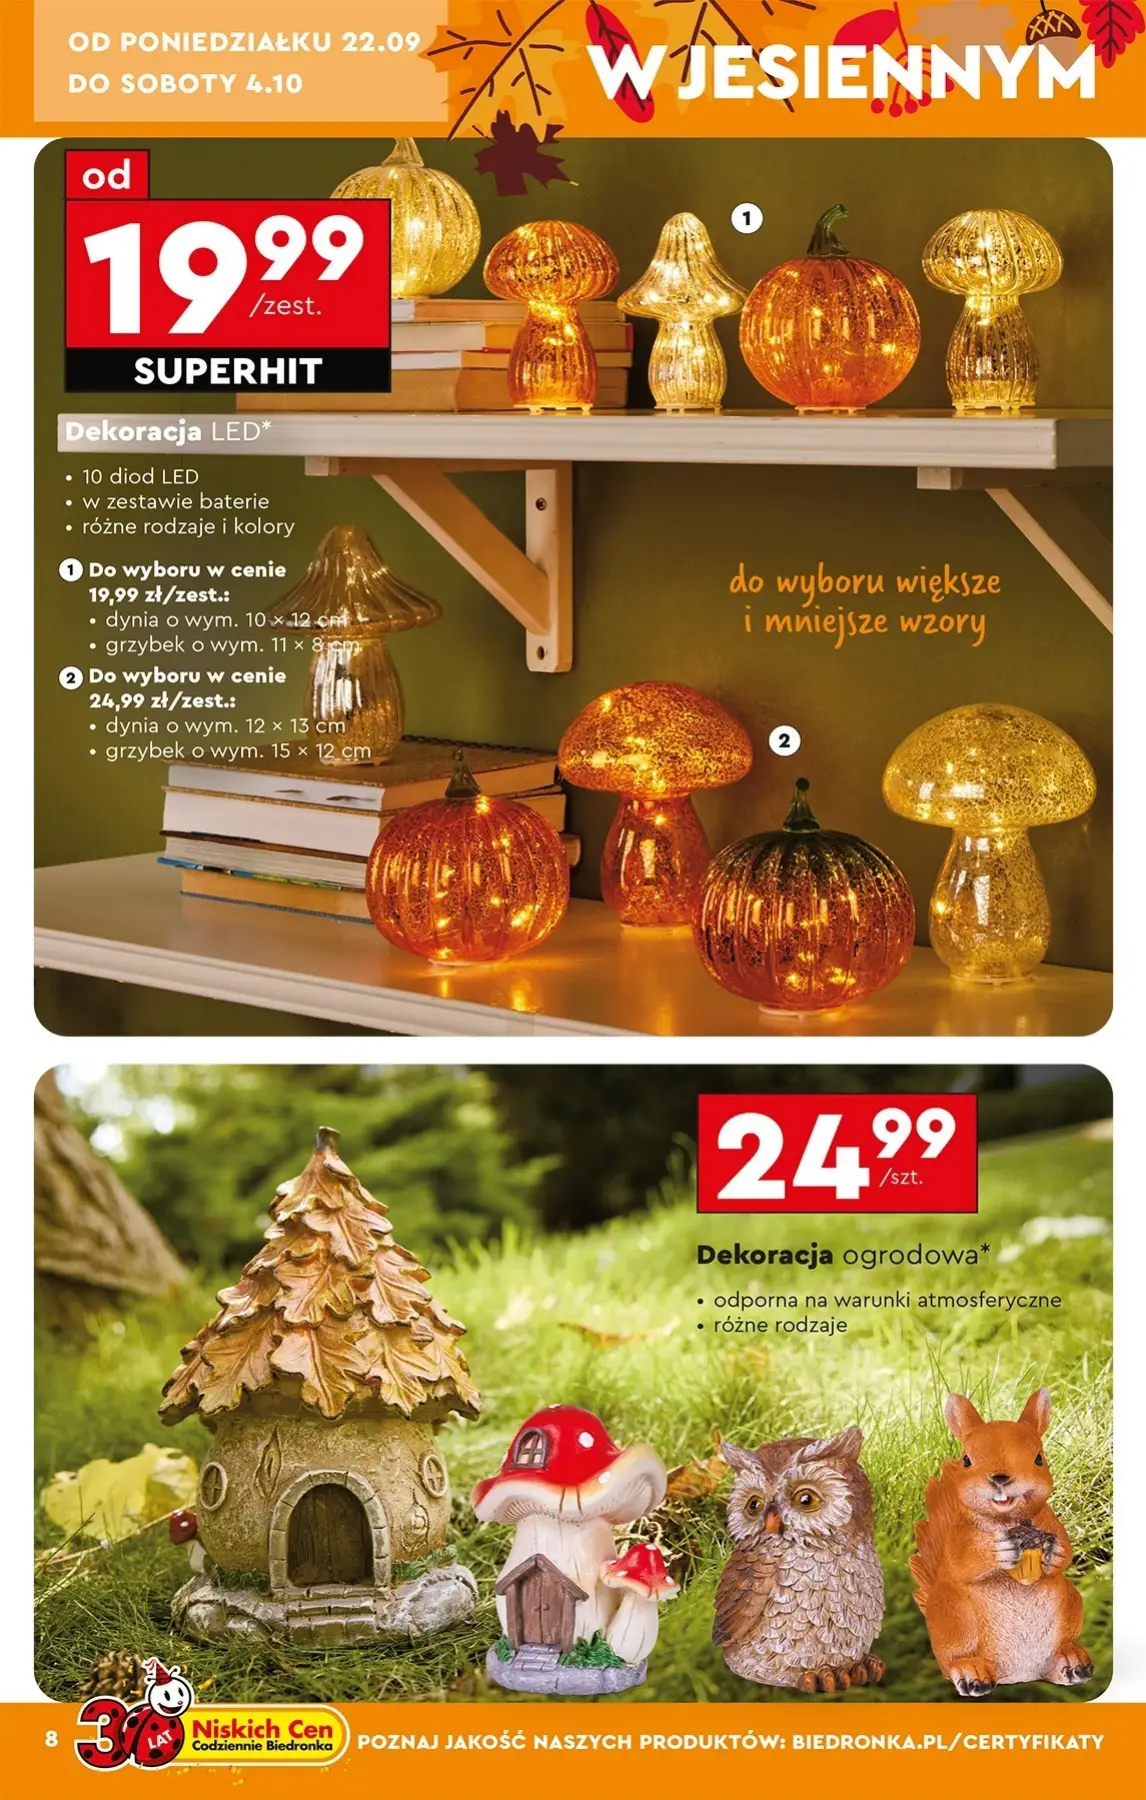 OD PONIEDZIAŁKU 22.09
DO SOBOTY 4.10
W JESIENNYM
od
19 99
/zest.
SUPERHIT
Dekoracja LED*
• 10 diod LED
• w zestawie baterie
• różne rodzaje i kolory
1 Do wyboru w cenie
19,99 zł/zest.:
• dynia o wym. 10 × 12 cm
• grzybek o wym. 11 × 8 cm
2 Do wyboru w cenie
24,99 zł/zest.:
• dynia o wym. 12 × 13 cm
• grzybek o wym. 15 × 12 cm
1
do wyboru większe
i mniejsze wzory
2
24 99
/szt.
Dekoracja ogrodowa*
• odporna na warunki atmosferyczne
• różne rodzaje
8
30 LAT
Niskich Cen
Codziennie Biedronka
POZNAJ JAKOŚĆ NASZYCH PRODUKTÓW: BIEDRONKA.PL/CERTYFIKATY